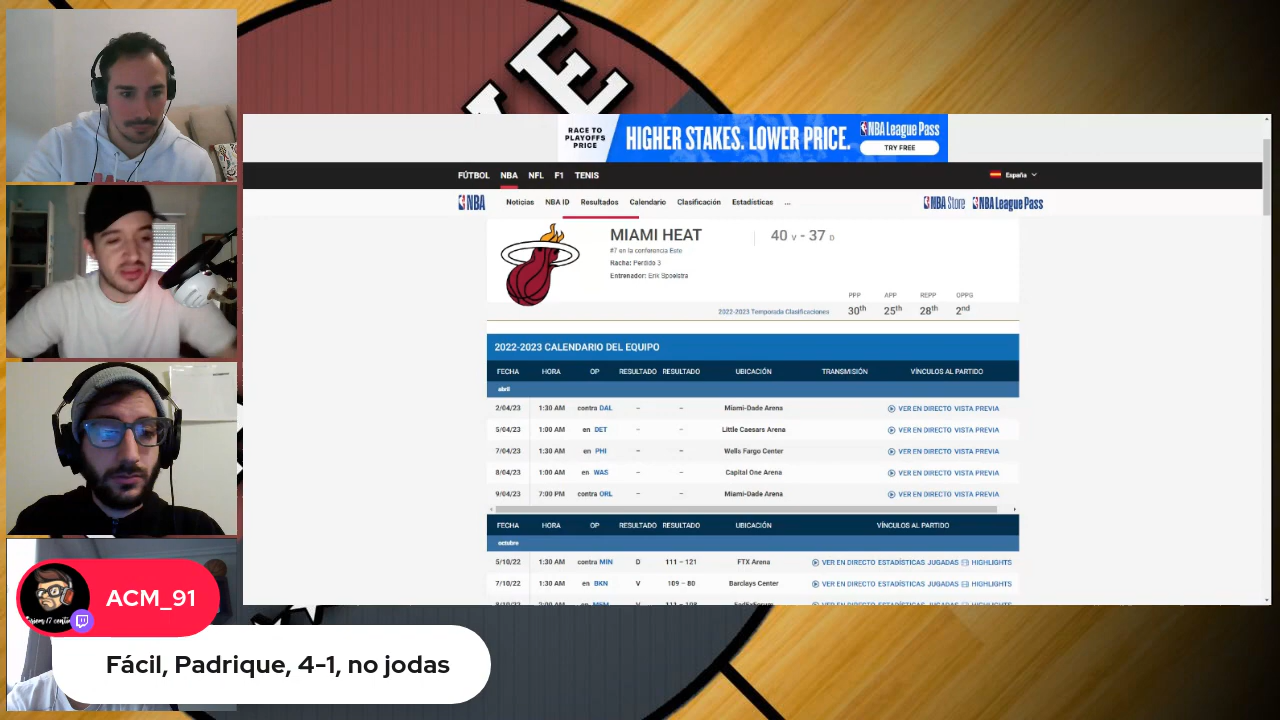 RACE TO
PLAYOFFS
PRICE
HIGHER STAKES. LOWER PRICE.
NBA League Pass
TRY FREE
FÚTBOL NBA NFL F1 TENIS
España
NBA Noticias NBA ID Resultados Calendario Clasificación Estadísticas ... NBA Store NBA League Pass
MIAMI HEAT
40 V - 37 D
#7 en la conferencia Este
Racha: Perdido 3
Entrenador: Erik Spoelstra
PPP APP REPP OPPG
2022-2023 Temporada Clasificaciones 30th 25th 28th 2nd
2022-2023 CALENDARIO DEL EQUIPO
FECHA HORA OP RESULTADO RESULTADO UBICACIÓN TRANSMISIÓN VÍNCULOS AL PARTIDO
abril
2/04/23 1:30 AM contra DAL - - Miami-Dade Arena VER EN DIRECTO VISTA PREVIA
5/04/23 1:00 AM en DET - - Little Caesars Arena VER EN DIRECTO VISTA PREVIA
7/04/23 1:30 AM en PHI - - Wells Fargo Center VER EN DIRECTO VISTA PREVIA
8/04/23 1:00 AM en WAS - - Capital One Arena VER EN DIRECTO VISTA PREVIA
9/04/23 7:00 PM contra ORL - - Miami-Dade Arena VER EN DIRECTO VISTA PREVIA
FECHA HORA OP RESULTADO RESULTADO UBICACIÓN VÍNCULOS AL PARTIDO
octubre
5/10/22 1:30 AM contra MIN D 111 - 121 FTX Arena VER EN DIRECTO ESTADÍSTICAS JUGADAS HIGHLIGHTS
7/10/22 1:30 AM en BKN V 109 - 80 Barclays Center VER EN DIRECTO ESTADÍSTICAS JUGADAS HIGHLIGHTS
ACM_91
Fácil, Padrique, 4-1, no jodas